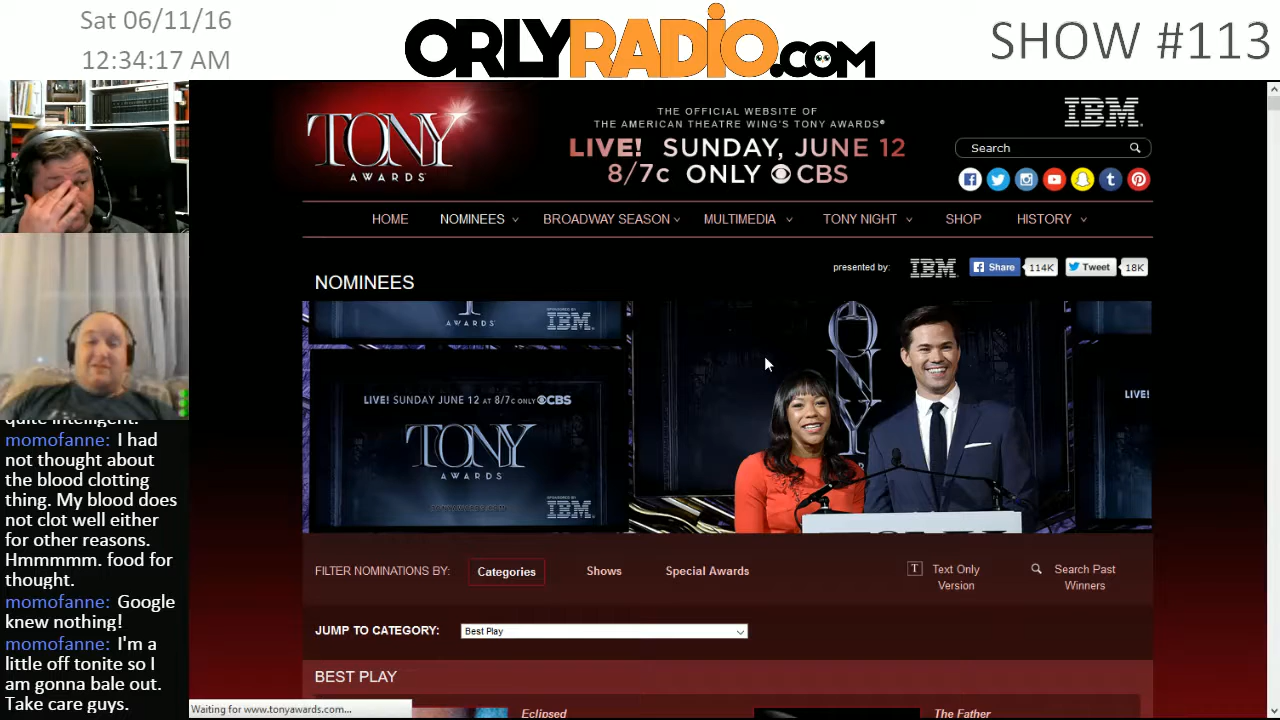 Sat 06/11/16
12:34:17 AM
ORLYRADIO.COM
SHOW #113
TONY
AWARDS
THE OFFICIAL WEBSITE OF
THE AMERICAN THEATRE WING'S TONY AWARDS®
LIVE! SUNDAY, JUNE 12
8/7c ONLY CBS
IBM
Search
HOME
NOMINEES
BROADWAY SEASON
MULTIMEDIA
TONY NIGHT
SHOP
HISTORY
presented by:
IBM
Share
114K
Tweet
18K
NOMINEES
AWARDS
IBM
LIVE! SUNDAY JUNE 12 AT 8/7c ONLY CBS
TONY
AWARDS
IBM
TONY
LIVE!
FILTER NOMINATIONS BY:
Categories
Shows
Special Awards
T
Text Only
Version
Search Past
Winners
JUMP TO CATEGORY:
Best Play
BEST PLAY
Eclipsed
The Father
Waiting for www.tonyawards.com...
quite intelligent.
momofanne: I had
not thought about
the blood clotting
thing. My blood does
not clot well either
for other reasons.
Hmmmmm. food for
thought.
momofanne: Google
knew nothing!
momofanne: I'm a
little off tonite so I
am gonna bale out.
Take care guys.